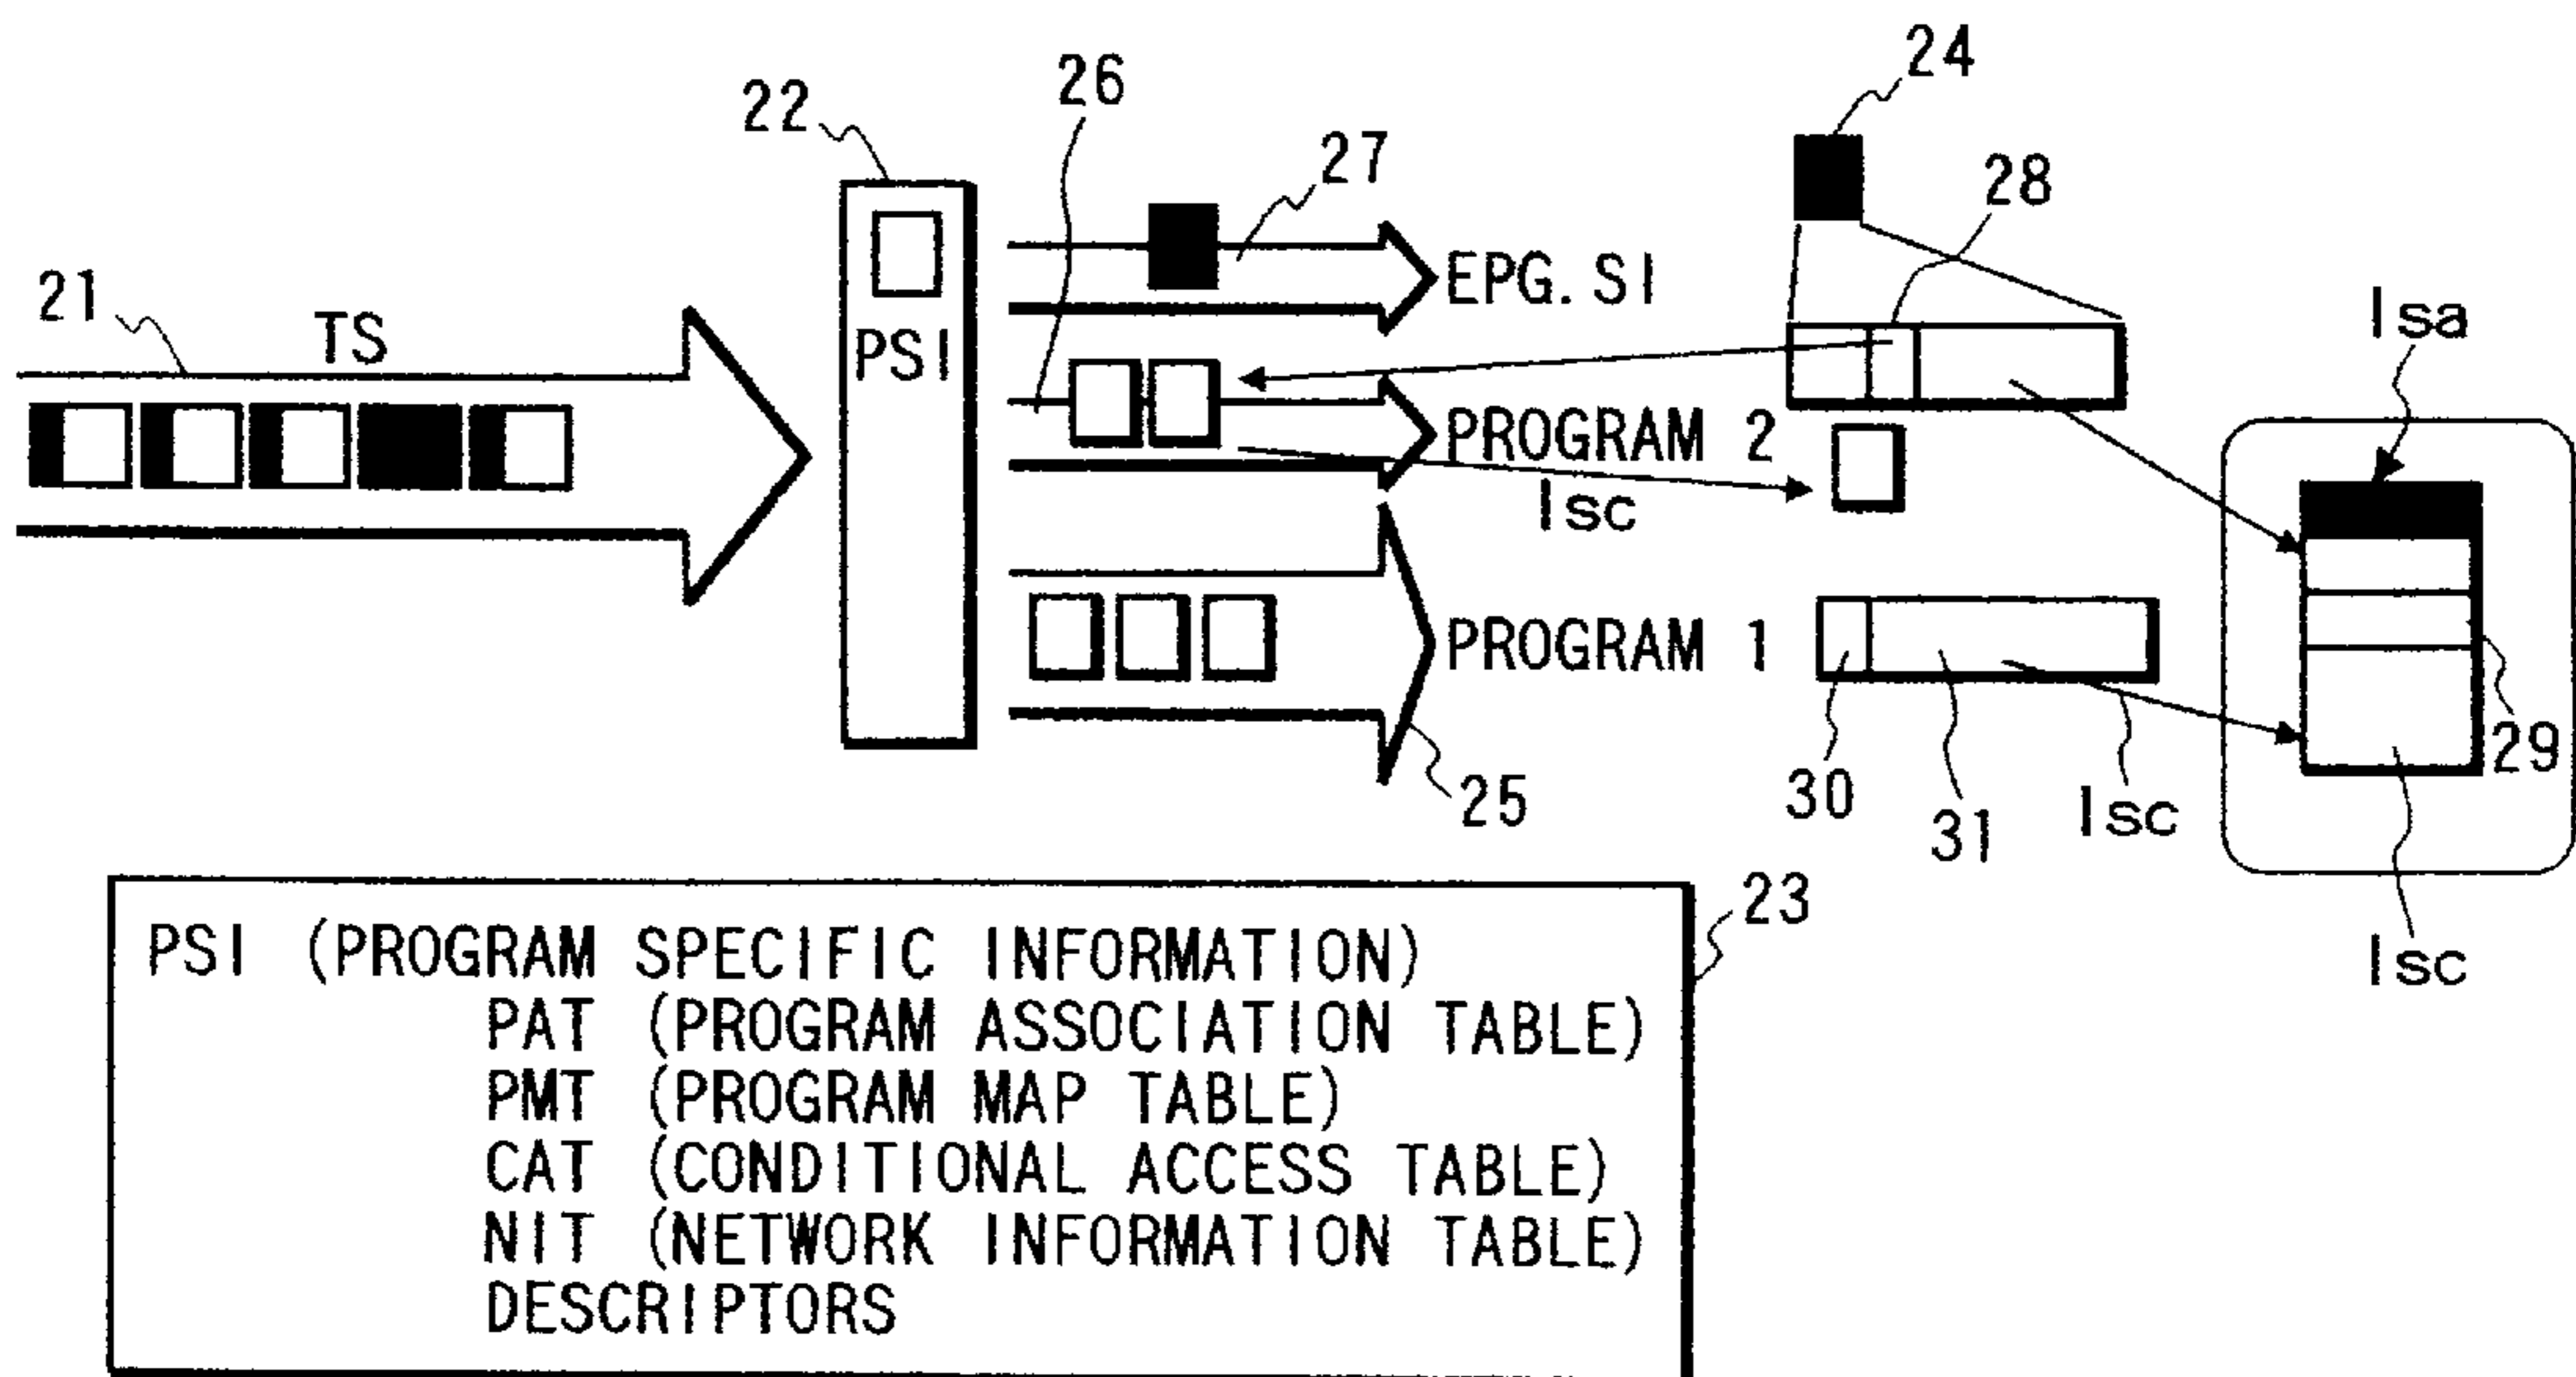 24
26
22
27
28
21
TS
EPG. SI
PSI
Isa
PROGRAM 2
Isc
PROGRAM 1
29
25
30
31
Isc
Isc
23
PSI (PROGRAM SPECIFIC INFORMATION)
PAT (PROGRAM ASSOCIATION TABLE)
PMT (PROGRAM MAP TABLE)
CAT (CONDITIONAL ACCESS TABLE)
NIT (NETWORK INFORMATION TABLE)
DESCRIPTORS